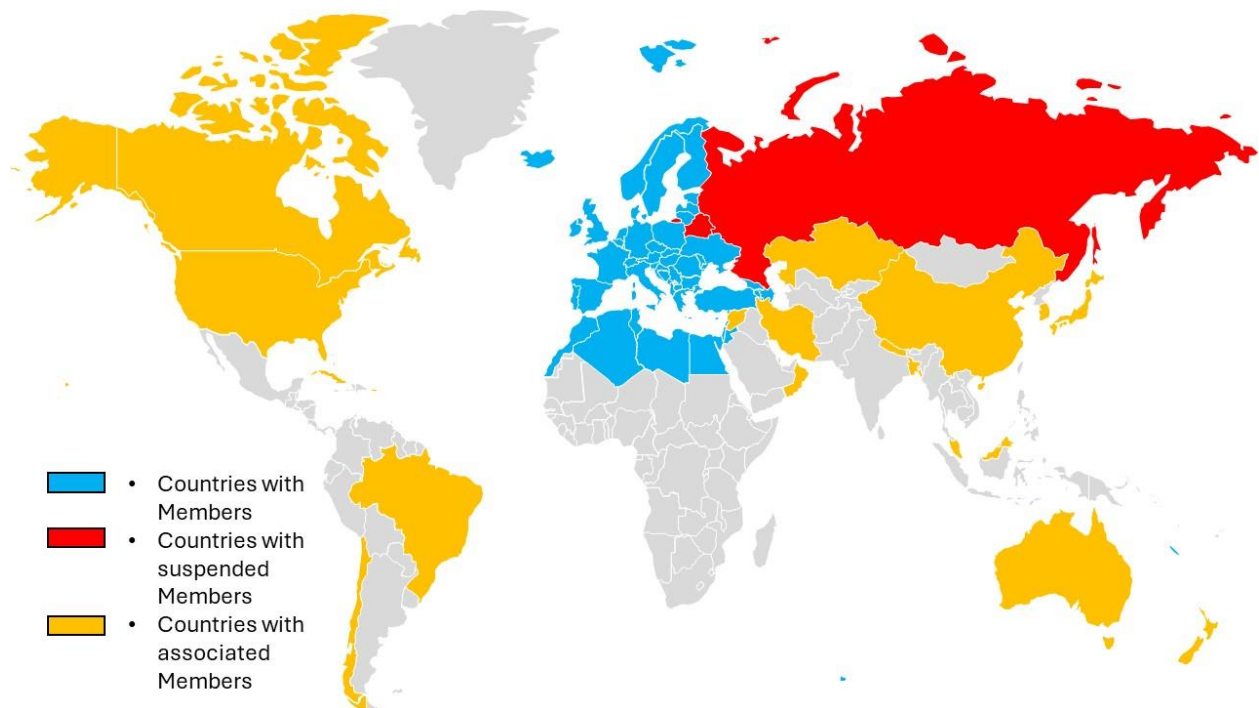 • Countries with
Members
• Countries with
suspended
Members
• Countries with
associated
Members